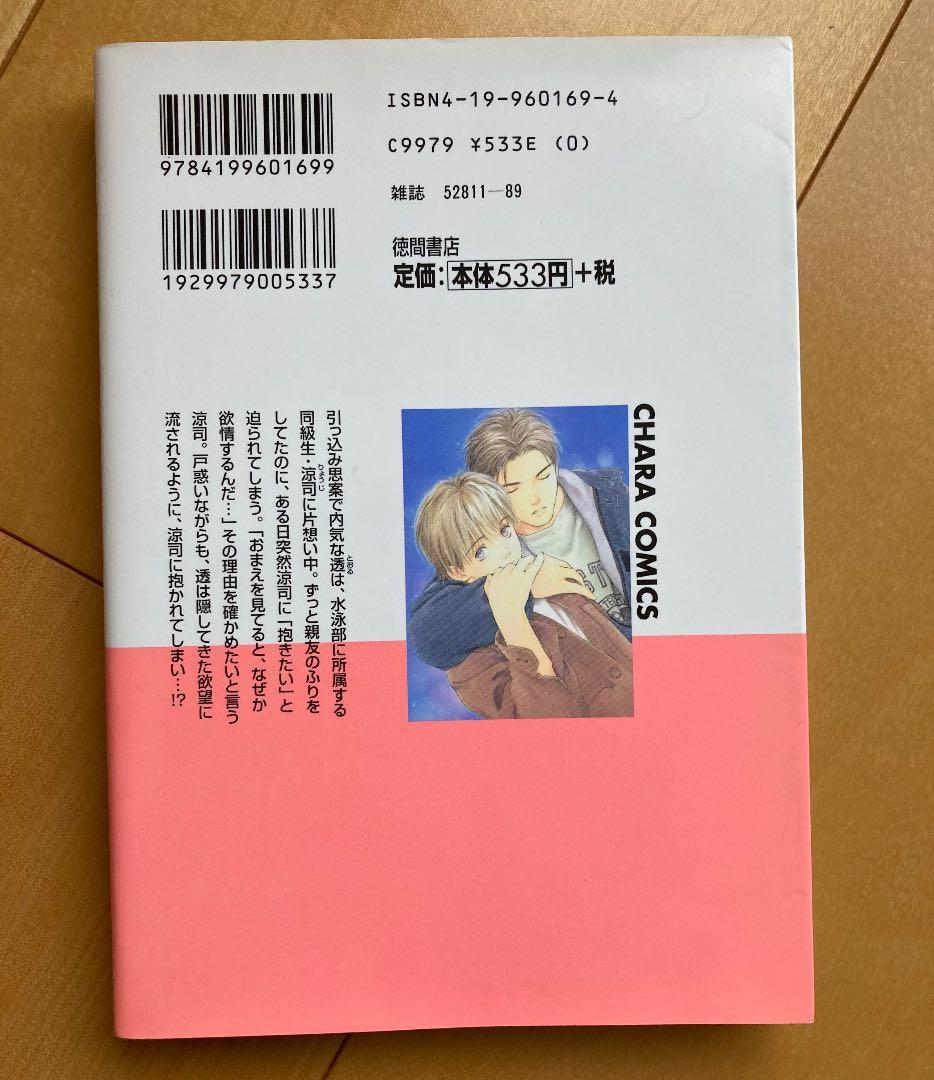 ISBN4-19-960169-4
9784199601699
C9979 ¥533E (0)
雑誌 52811-89
1929979005337
徳間書店
定価：本体533円+税
CHARA COMICS
引っ込み思案で内気な透は、水泳部に所属する
とおる
同級生・涼司に片想い中。ずっと親友のふりを
りょうじ
してたのに、ある日突然涼司に「抱きたい」と
迫られてしまう。「おまえを見てると、なぜか
欲情するんだ…」その理由を確かめたいと言う
涼司。戸惑いながらも、透は隠してきた欲望に
流されるように、涼司に抱かれてしまい…!?